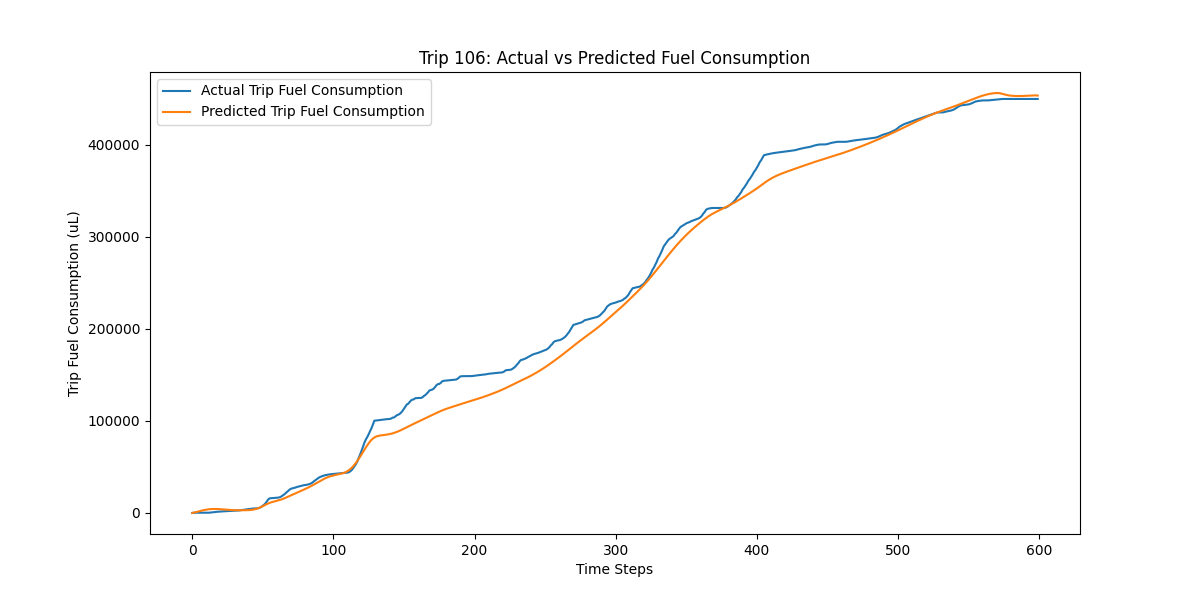 Trip 106: Actual vs Predicted Fuel Consumption
Actual Trip Fuel Consumption
Predicted Trip Fuel Consumption
Trip Fuel Consumption (uL)
400000
300000
200000
100000
0
0 100 200 300 400 500 600
Time Steps